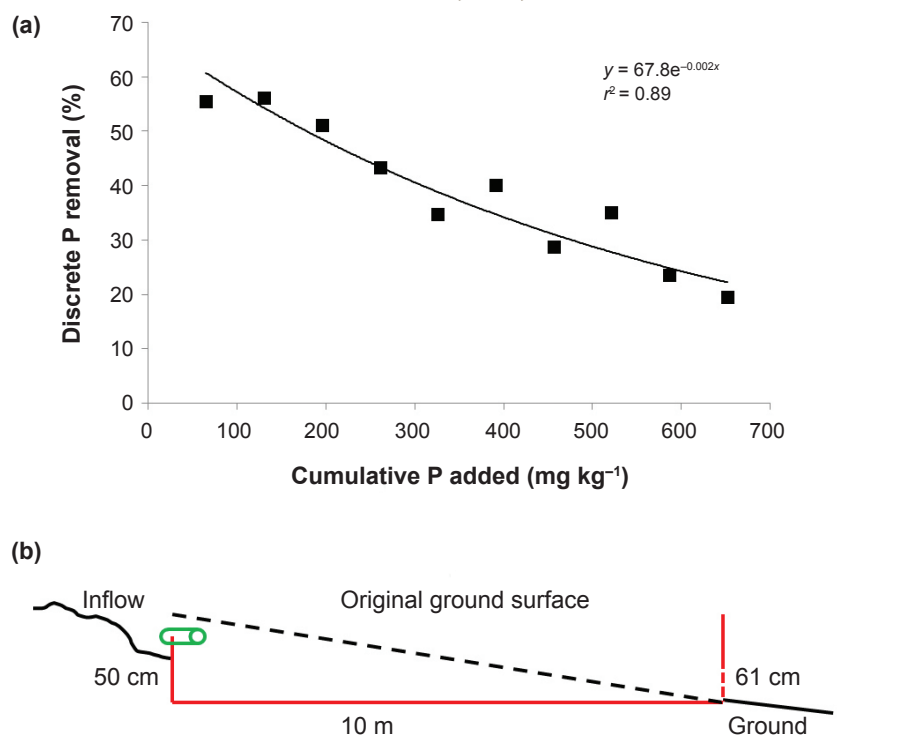 (a)
70
60
50
40
30
20
10
0
Discrete P removal (%)
y = 67.8e⁻⁰·⁰⁰²ˣ
r² = 0.89
0 100 200 300 400 500 600 700
Cumulative P added (mg kg⁻¹)
(b)
Inflow Original ground surface
50 cm 61 cm
10 m Ground